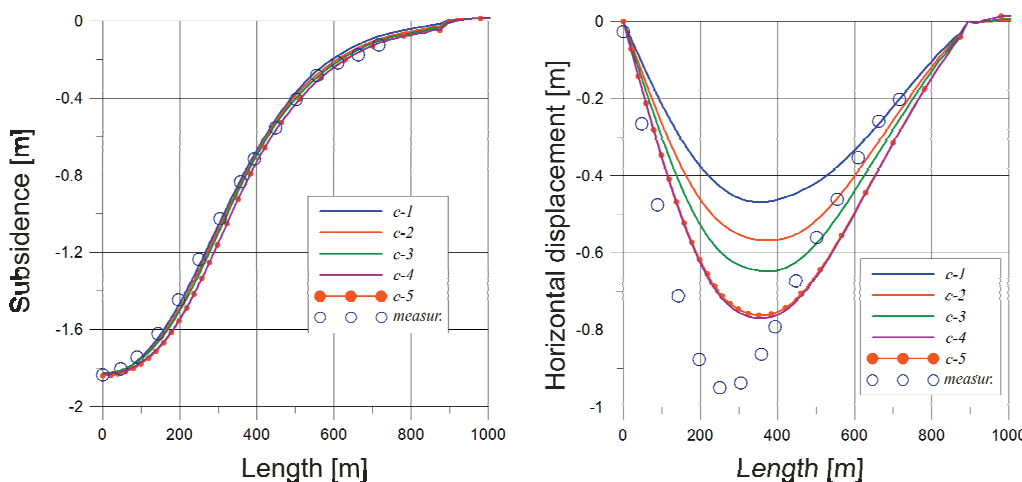 Subsidence [m]
0
-0.4
-0.8
-1.2
-1.6
-2
c-1
c-2
c-3
c-4
c-5
measur.
0 200 400 600 800 1000
Length [m]
Horizontal displacement [m]
0
-0.2
-0.4
-0.6
-0.8
-1
c-1
c-2
c-3
c-4
c-5
measur.
0 200 400 600 800 1000
Length [m]